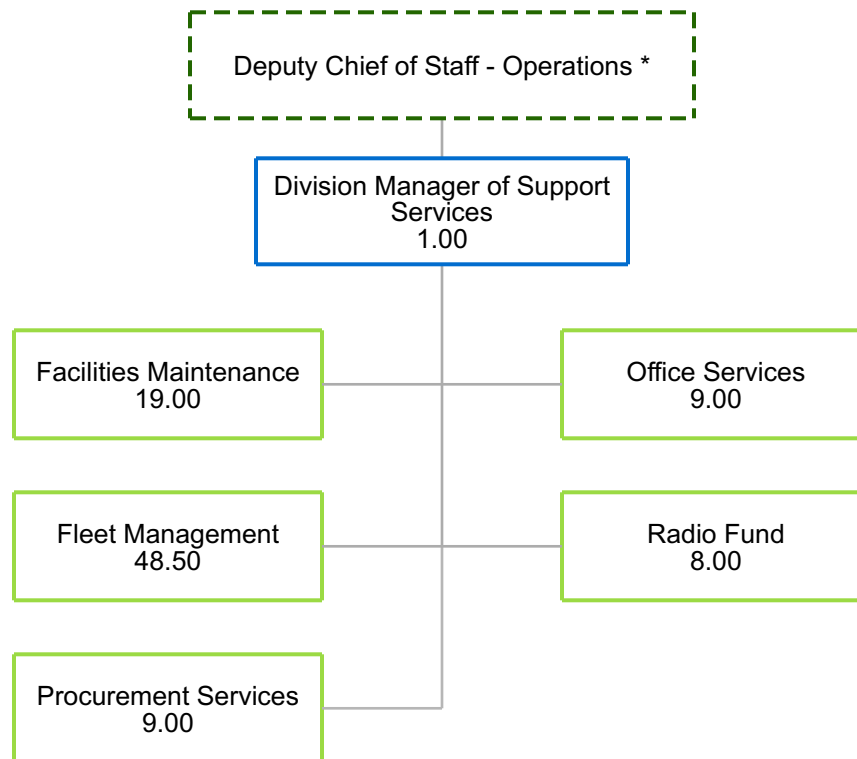 Deputy Chief of Staff - Operations *
Division Manager of Support
Services
1.00
Facilities Maintenance
19.00
Office Services
9.00
Fleet Management
48.50
Radio Fund
8.00
Procurement Services
9.00